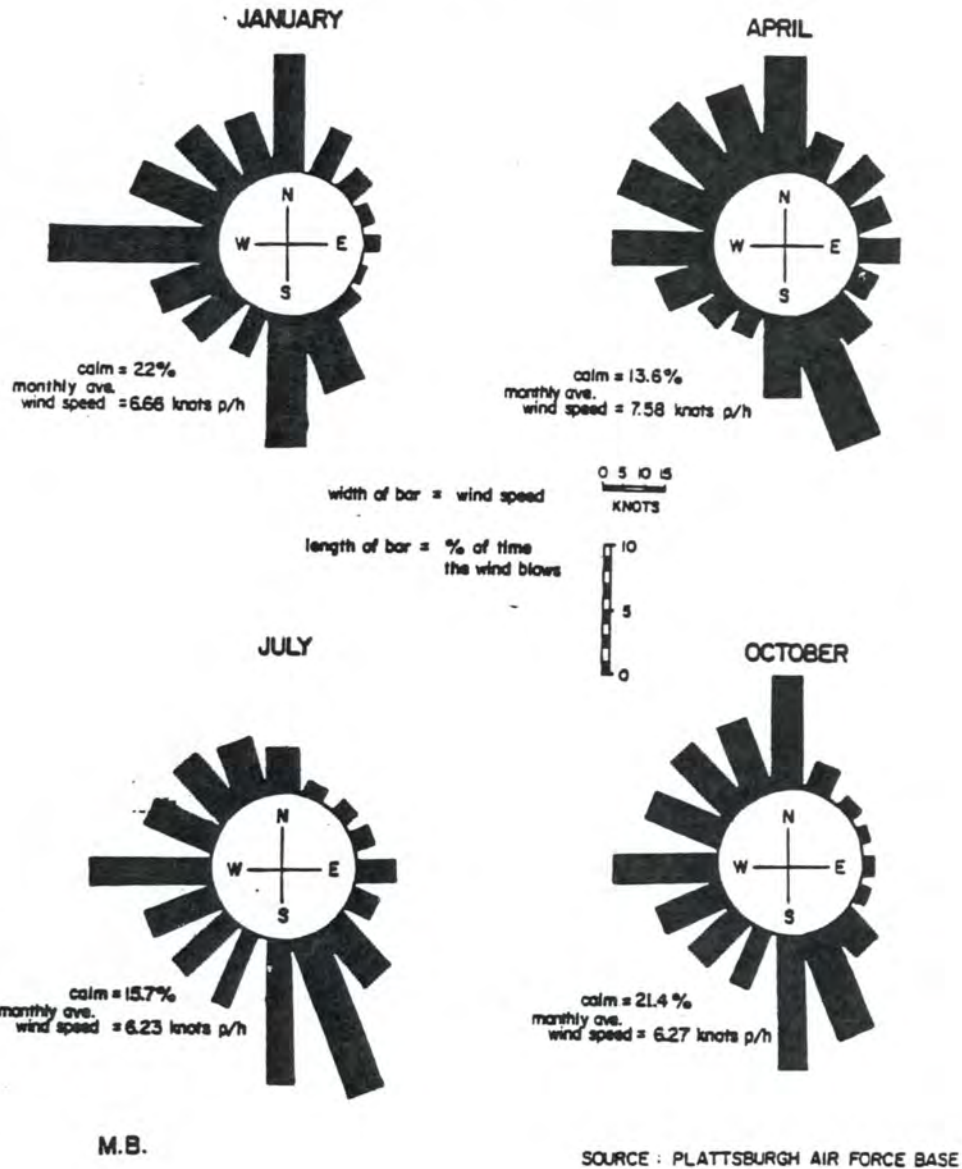 JANUARY
N
W E
S
calm = 22%
monthly ave.
wind speed = 6.66 knots p/h
APRIL
N
W E
S
calm = 13.6%
monthly ave.
wind speed = 7.58 knots p/h
width of bar = wind speed
0 5 10 15
KNOTS
length of bar = % of time
the wind blows
10
5
0
JULY
N
W E
S
calm = 15.7%
monthly ave.
wind speed = 6.23 knots p/h
OCTOBER
N
W E
S
calm = 21.4%
monthly ave.
wind speed = 6.27 knots p/h
M.B.
SOURCE : PLATTSBURGH AIR FORCE BASE